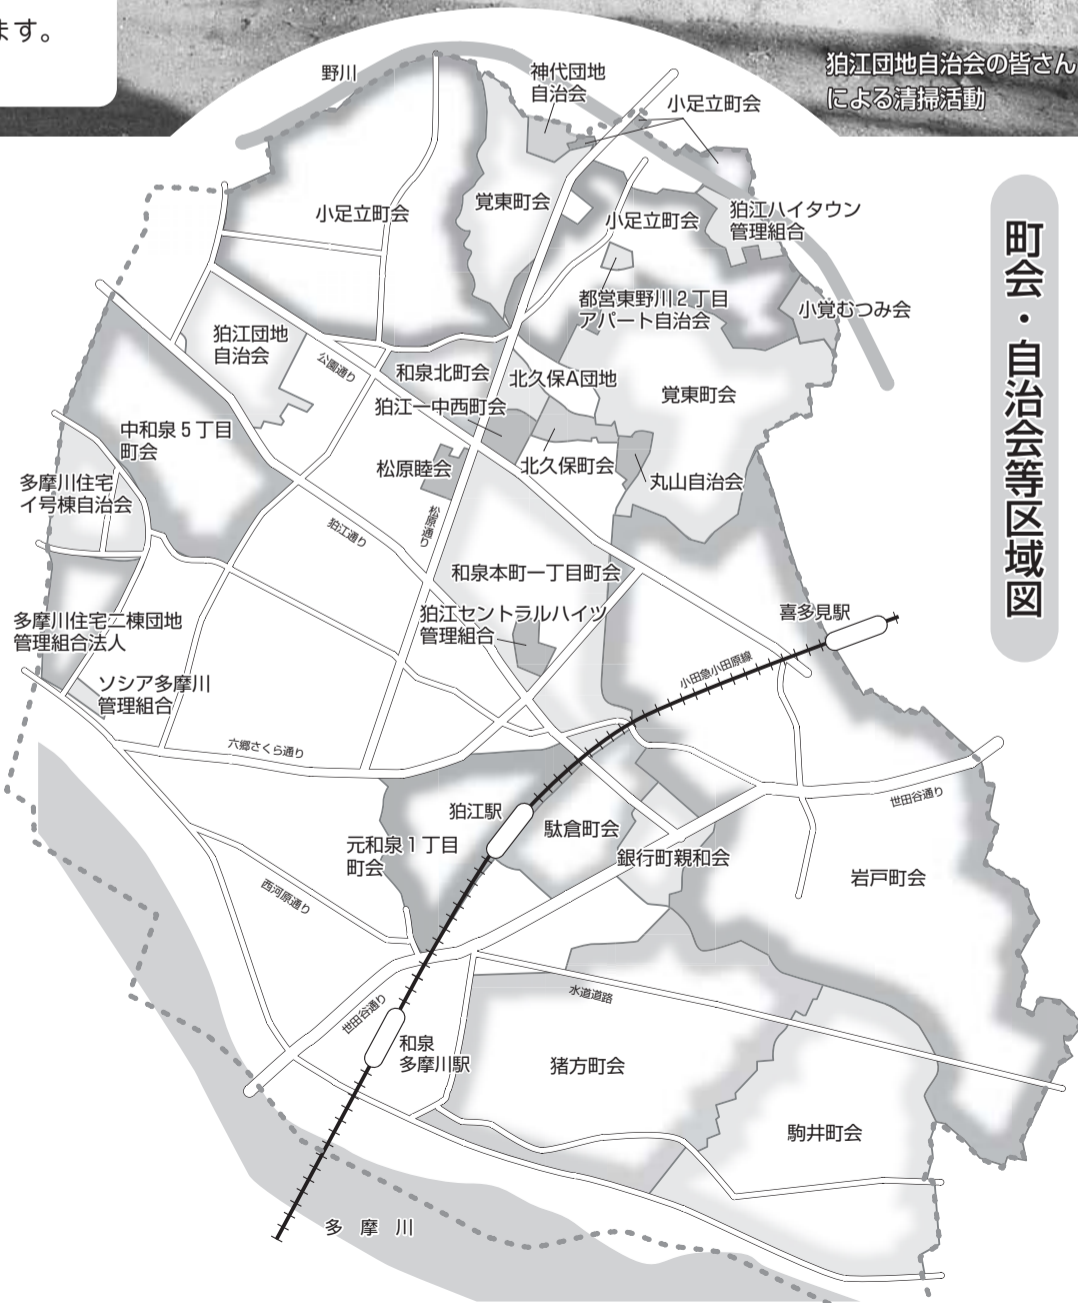 ます。
狛江団地自治会の皆さん
による清掃活動
町会・自治会等区域図
野川
神代団地
自治会
小足立町会
小足立町会
覚東町会
小足立町会
狛江ハイタウン
管理組合
都営東野川2丁目
アパート自治会
小覚むつみ会
狛江団地
自治会
公園通り
和泉北町会
北久保A団地
覚東町会
狛江一中西町会
中和泉5丁目
町会
松原睦会
北久保町会
丸山自治会
多摩川住宅
イ号棟自治会
松原通り
狛江通り
和泉本町一丁目町会
多摩川住宅ニ棟団地
管理組合法人
狛江セントラルハイツ
管理組合
喜多見駅
小田急小田原線
ソシア多摩川
管理組合
六郷さくら通り
世田谷通り
狛江駅
駄倉町会
元和泉1丁目
町会
銀行町親和会
岩戸町会
西河原通り
水道道路
世田谷通り
和泉
多摩川駅
猪方町会
駒井町会
多摩川